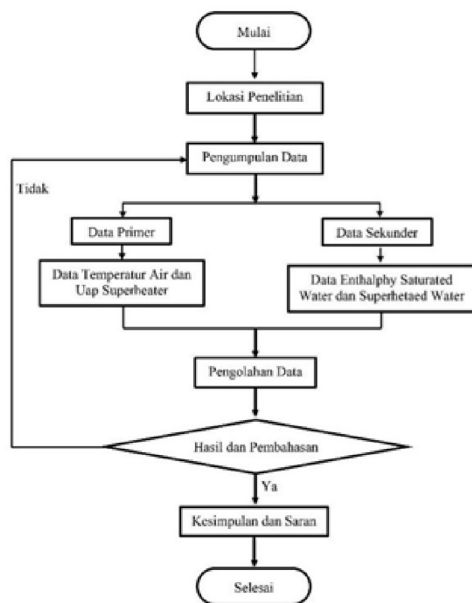 Mulai
Lokasi Penelitian
Pengumpulan Data
Tidak
Data Primer
Data Sekunder
Data Temperatur Air dan
Uap Superheater
Data Enthalphy Saturated
Water dan Superhetaed Water
Pengolahan Data
Hasil dan Pembahasan
Ya
Kesimpulan dan Saran
Selesai